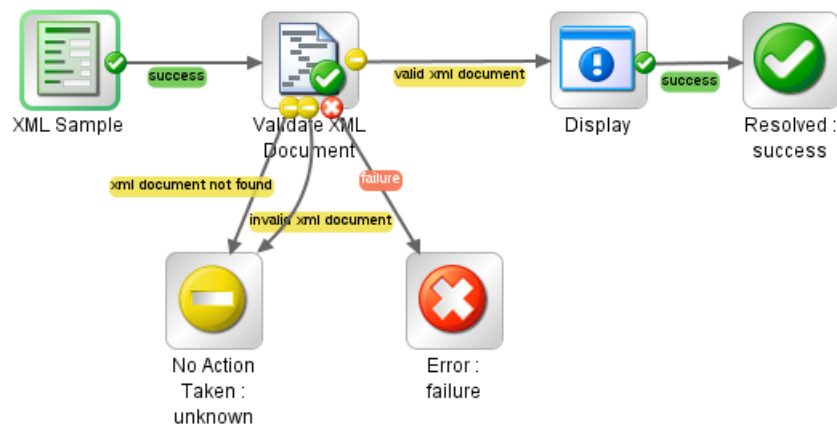 success
valid xml document
success
XML Sample
Validate XML
Document
Display
Resolved :
success
xml document not found
failure
invalid xml document
No Action
Taken :
unknown
Error :
failure